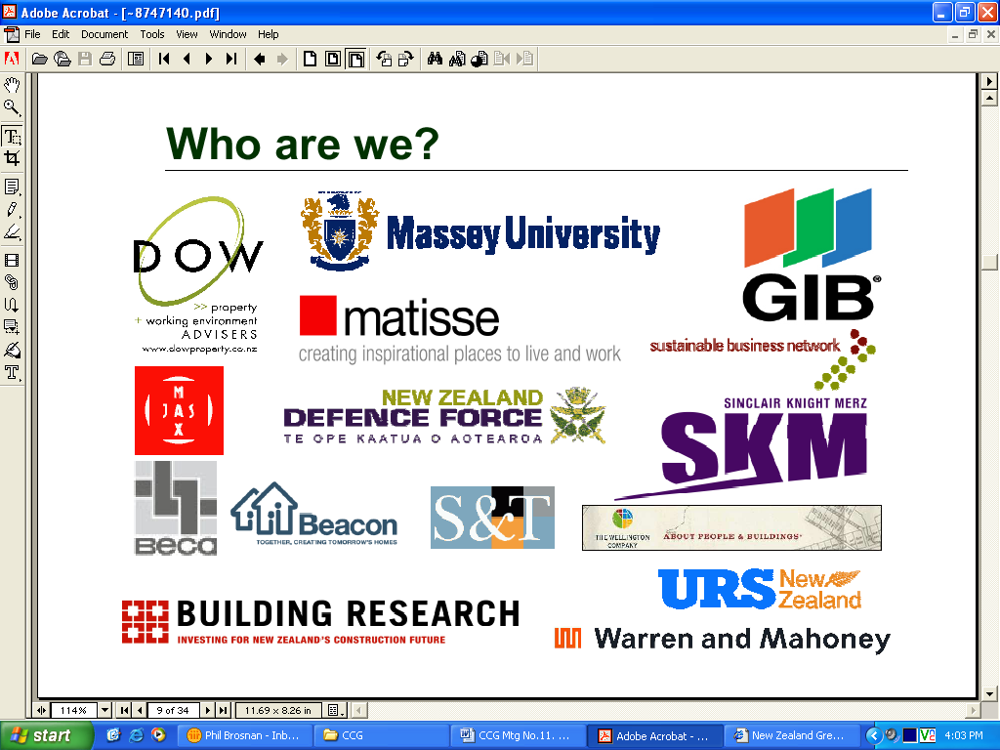 Adobe Acrobat - [~8747140.pdf]
File Edit Document Tools View Window Help
Who are we?
DOW
>> property
+ working environment
ADVISERS
www.dowproperty.co.nz
Massey University
GIB®
matisse
creating inspirational places to live and work
sustainable business network
JASMAX
NEW ZEALAND
DEFENCE FORCE
TE OPE KAATUA O AOTEAROA
SINCLAIR KNIGHT MERZ
SKM
BECA
Beacon
TOGETHER, CREATING TOMORROW'S HOMES
S&T
THE WELLINGTON
COMPANY
ABOUT PEOPLE & BUILDINGS
URS New
Zealand
BUILDING RESEARCH
INVESTING FOR NEW ZEALAND'S CONSTRUCTION FUTURE
Warren and Mahoney
114% 9 of 34 11.69 x 8.26 in
start Phil Brosnan - Inb... CCG CCG Mtg No.11. ... Adobe Acrobat - ... New Zealand Gre... 4:03 PM